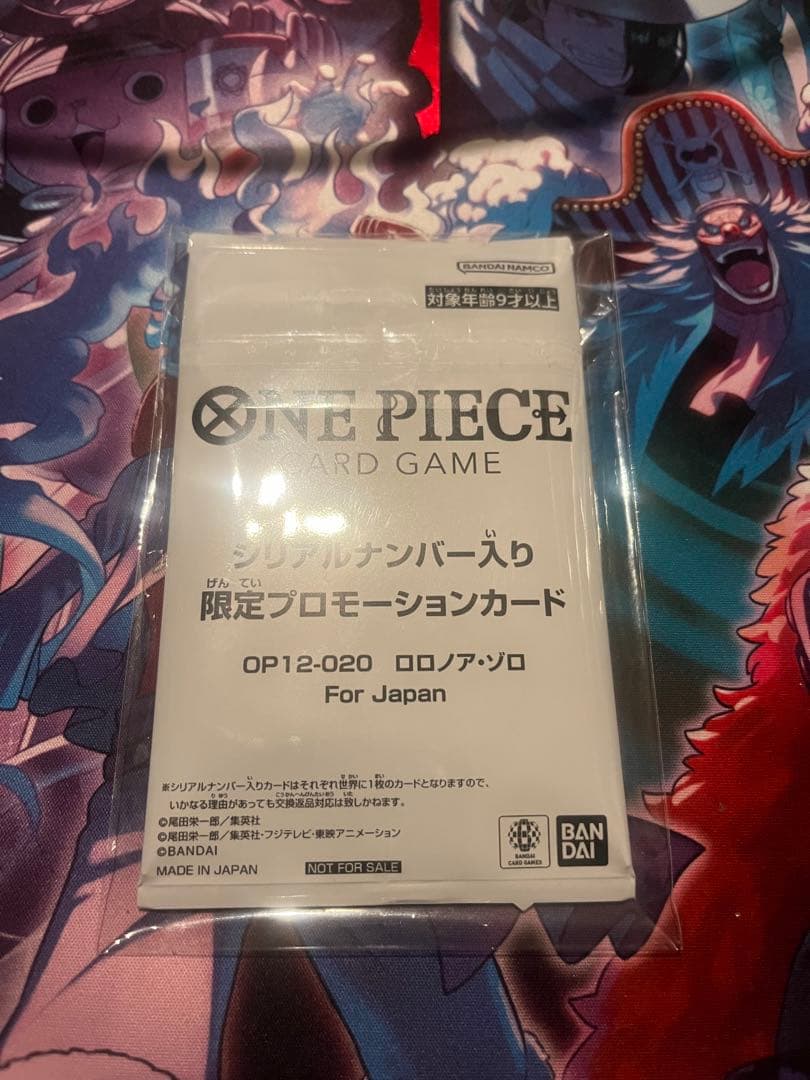 BANDAI NAMCO
対象年齢9才以上
ONE PIECE
CARD GAME
シリアルナンバー入り
限定プロモーションカード
OP12-020 ロロノア・ゾロ
For Japan
※シリアルナンバー入りカードはそれぞれ世界に1枚のカードとなりますので、
いかなる理由があっても交換返品対応は致しかねます。
©尾田栄一郎／集英社
©尾田栄一郎／集英社・フジテレビ・東映アニメーション
©BANDAI
MADE IN JAPAN NOT FOR SALE
BANDAI
CARD GAMES
BAN
DAI